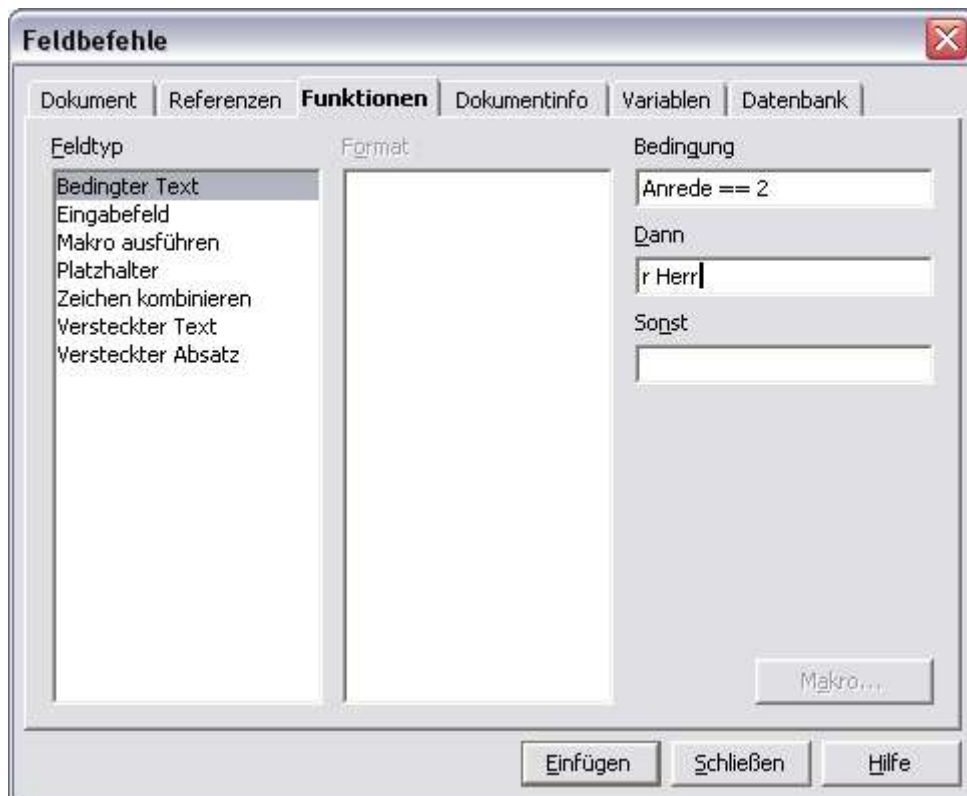 Feldbefehle
Dokument Referenzen Funktionen Dokumentinfo Variablen Datenbank
Feldtyp
Bedingter Text
Eingabefeld
Makro ausführen
Platzhalter
Zeichen kombinieren
Versteckter Text
Versteckter Absatz
Format
Bedingung
Anrede == 2
Dann
r Herr
Sonst
Makro...
Einfügen Schließen Hilfe